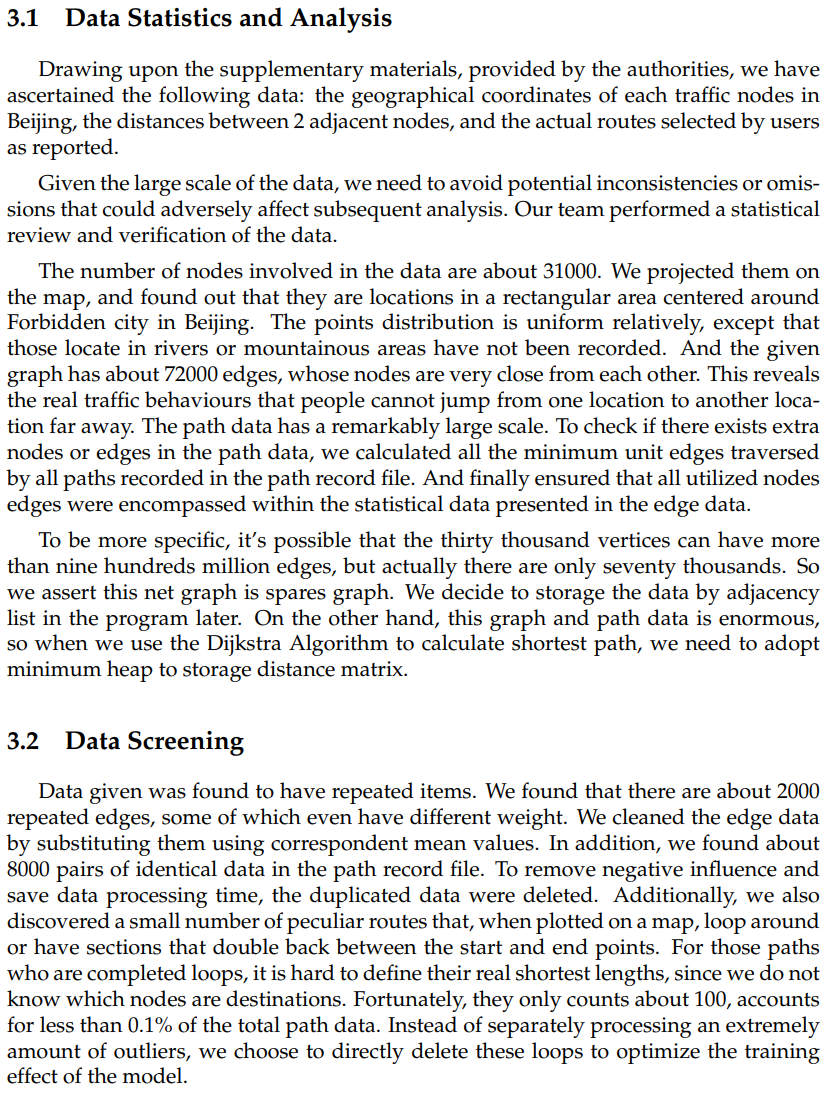 3.1 Data Statistics and Analysis
Drawing upon the supplementary materials, provided by the authorities, we have
ascertained the following data: the geographical coordinates of each traffic nodes in
Beijing, the distances between 2 adjacent nodes, and the actual routes selected by users
as reported.
Given the large scale of the data, we need to avoid potential inconsistencies or omis-
sions that could adversely affect subsequent analysis. Our team performed a statistical
review and verification of the data.
The number of nodes involved in the data are about 31000. We projected them on
the map, and found out that they are locations in a rectangular area centered around
Forbidden city in Beijing. The points distribution is uniform relatively, except that
those locate in rivers or mountainous areas have not been recorded. And the given
graph has about 72000 edges, whose nodes are very close from each other. This reveals
the real traffic behaviours that people cannot jump from one location to another loca-
tion far away. The path data has a remarkably large scale. To check if there exists extra
nodes or edges in the path data, we calculated all the minimum unit edges traversed
by all paths recorded in the path record file. And finally ensured that all utilized nodes
edges were encompassed within the statistical data presented in the edge data.
To be more specific, it's possible that the thirty thousand vertices can have more
than nine hundreds million edges, but actually there are only seventy thousands. So
we assert this net graph is spares graph. We decide to storage the data by adjacency
list in the program later. On the other hand, this graph and path data is enormous,
so when we use the Dijkstra Algorithm to calculate shortest path, we need to adopt
minimum heap to storage distance matrix.
3.2 Data Screening
Data given was found to have repeated items. We found that there are about 2000
repeated edges, some of which even have different weight. We cleaned the edge data
by substituting them using correspondent mean values. In addition, we found about
8000 pairs of identical data in the path record file. To remove negative influence and
save data processing time, the duplicated data were deleted. Additionally, we also
discovered a small number of peculiar routes that, when plotted on a map, loop around
or have sections that double back between the start and end points. For those paths
who are completed loops, it is hard to define their real shortest lengths, since we do not
know which nodes are destinations. Fortunately, they only counts about 100, accounts
for less than 0.1% of the total path data. Instead of separately processing an extremely
amount of outliers, we choose to directly delete these loops to optimize the training
effect of the model.